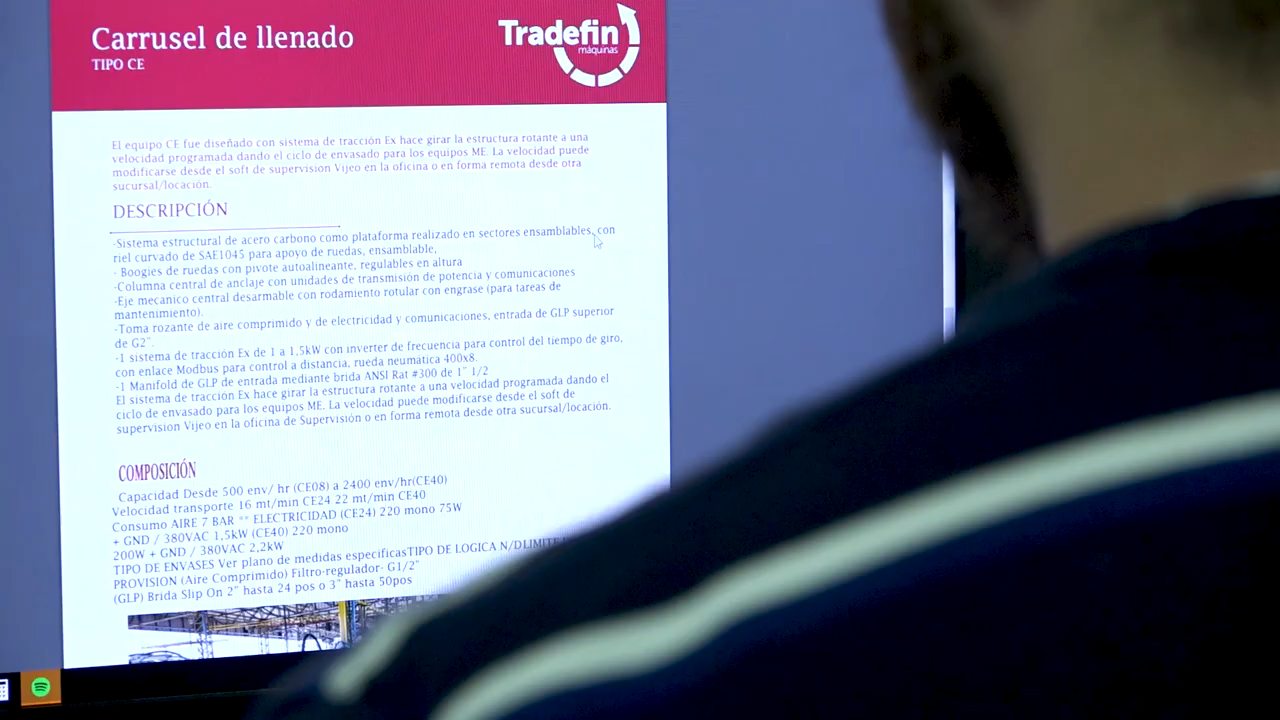 Carrusel de llenado
TIPO CE
Tradefin
máquinas
El equipo CE fue diseñado con sistema de tracción Ex hace girar la estructura rotante a una
velocidad programada dando el ciclo de envasado para los equipos ME. La velocidad puede
modificarse desde el soft de supervision Vijeo en la oficina o en forma remota desde otra
sucursal/locación.
DESCRIPCIÓN
-Sistema estructural de acero carbono como plataforma realizado en sectores ensamblables, con
riel curvado de SAE1045 para apoyo de ruedas, ensamblable,
- Boogies de ruedas con pivote autoalineante, regulables en altura
-Columna central de anclaje con unidades de transmisión de potencia y comunicaciones
-Eje mecanico central desarmable con rodamiento rotular con engrase (para tareas de
mantenimiento).
-Toma rozante de aire comprimido y de electricidad y comunicaciones, entrada de GLP superior
de G2".
-1 sistema de tracción Ex de 1 a 1,5kW con inverter de frecuencia para control del tiempo de giro,
con enlace Modbus para control a distancia, rueda neumática 400x8.
-1 Manifold de GLP de entrada mediante brida ANSI Rat #300 de 1" 1/2
El sistema de tracción Ex hace girar la estructura rotante a una velocidad programada dando el
ciclo de envasado para los equipos ME. La velocidad puede modificarse desde el soft de
supervision Vijeo en la oficina de Supervisión o en forma remota desde otra sucursal/locación.
COMPOSICIÓN
Capacidad Desde 500 env/ hr (CE08) a 2400 env/hr(CE40)
Velocidad transporte 16 mt/min CE24 22 mt/min CE40
Consumo AIRE 7 BAR ** ELECTRICIDAD (CE24) 220 mono 75W
+ GND / 380VAC 1,5kW (CE40) 220 mono
200W + GND / 380VAC 2,2kW
TIPO DE ENVASES Ver plano de medidas especificasTIPO DE LOGICA N/DLIMITE
PROVISION (Aire Comprimido) Filtro-regulador- G1/2"
(GLP) Brida Slip On 2" hasta 24 pos o 3" hasta 50pos